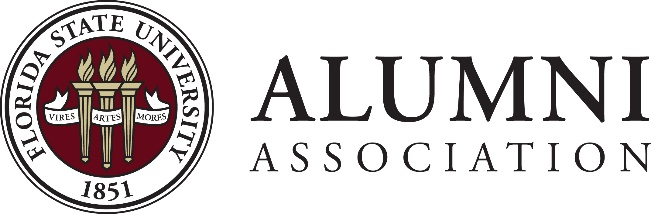 FLORIDA STATE UNIVERSITY
VIRES ARTES MORES
1851
ALUMNI
ASSOCIATION